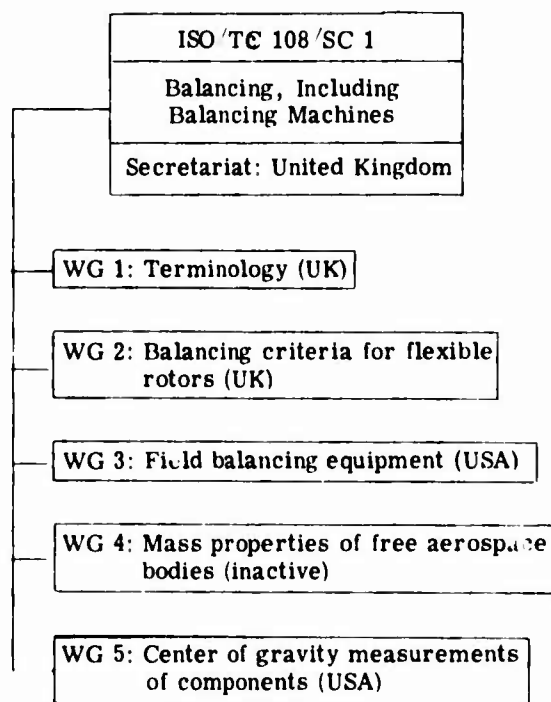 ISO/TC 108/SC 1
Balancing, Including
Balancing Machines
Secretariat: United Kingdom
WG 1: Terminology (UK)
WG 2: Balancing criteria for flexible
rotors (UK)
WG 3: Field balancing equipment (USA)
WG 4: Mass properties of free aerospace
bodies (inactive)
WG 5: Center of gravity measurements
of components (USA)